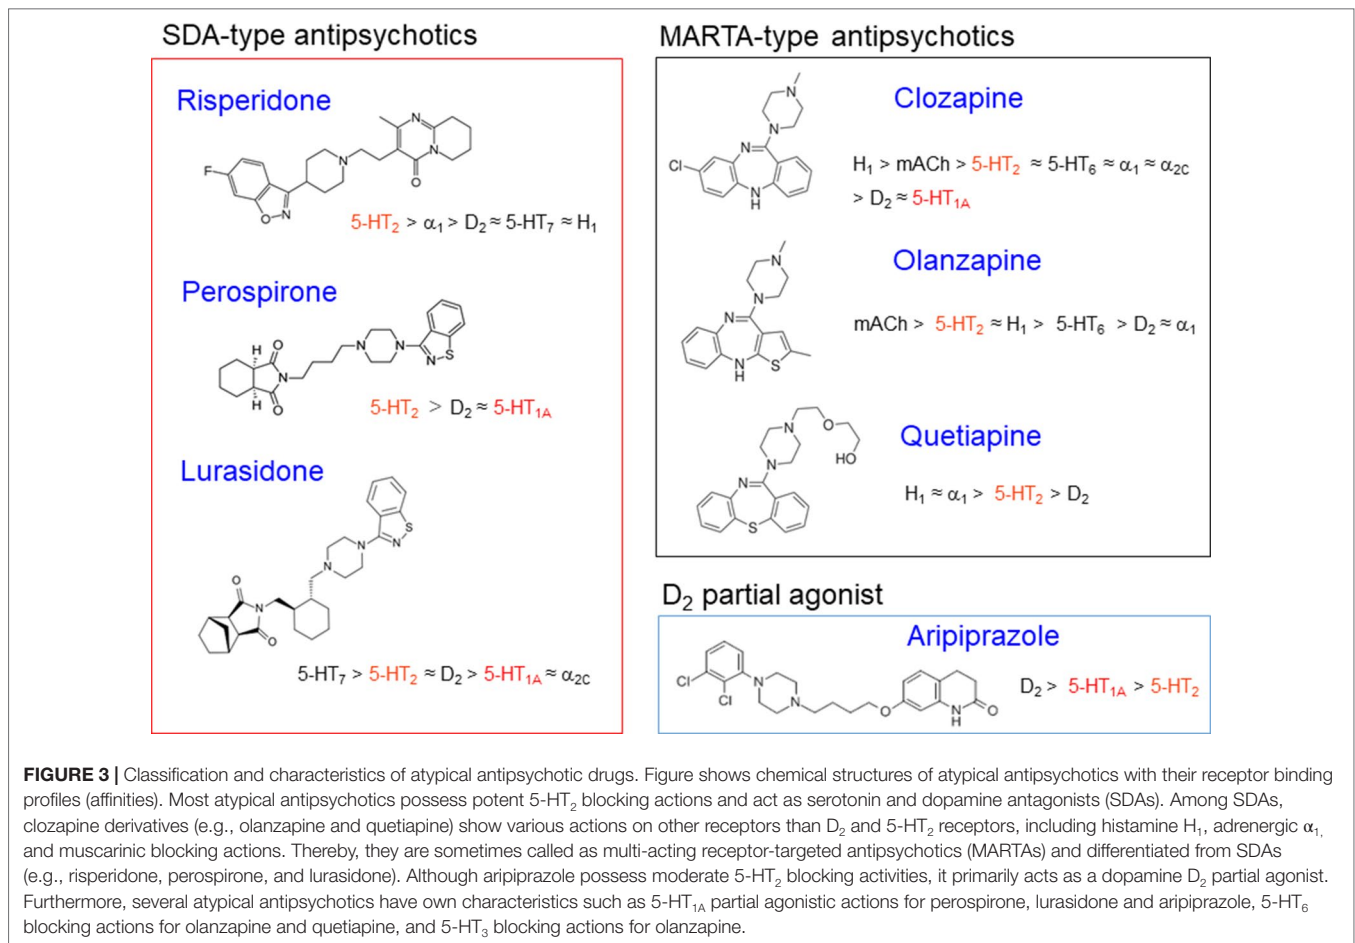 SDA-type antipsychotics
Risperidone
F
O
N
N
O
N
N
5-HT2 > α1 > D2 ≈ 5-HT7 ≈ H1
Perospirone
H
H
O
O
N
N
N
N
S
5-HT2 > D2 ≈ 5-HT1A
Lurasidone
O
O
N
N
N
N
S
5-HT7 > 5-HT2 ≈ D2 > 5-HT1A ≈ α2C
MARTA-type antipsychotics
Clozapine
N
N
N
Cl
N
H
H1 > mACh > 5-HT2 ≈ 5-HT6 ≈ α1 ≈ α2C
> D2 ≈ 5-HT1A
Olanzapine
N
N
N
N
H
S
mACh > 5-HT2 ≈ H1 > 5-HT6 > D2 ≈ α1
Quetiapine
N
O
HO
N
N
S
H1 ≈ α1 > 5-HT2 > D2
D2 partial agonist
Aripiprazole
Cl
Cl
N
N
O
N
H
O
D2 > 5-HT1A > 5-HT2
FIGURE 3 | Classification and characteristics of atypical antipsychotic drugs. Figure shows chemical structures of atypical antipsychotics with their receptor binding
profiles (affinities). Most atypical antipsychotics possess potent 5-HT2 blocking actions and act as serotonin and dopamine antagonists (SDAs). Among SDAs,
clozapine derivatives (e.g., olanzapine and quetiapine) show various actions on other receptors than D2 and 5-HT2 receptors, including histamine H1, adrenergic α1,
and muscarinic blocking actions. Thereby, they are sometimes called as multi-acting receptor-targeted antipsychotics (MARTAs) and differentiated from SDAs
(e.g., risperidone, perospirone, and lurasidone). Although aripiprazole possess moderate 5-HT2 blocking activities, it primarily acts as a dopamine D2 partial agonist.
Furthermore, several atypical antipsychotics have own characteristics such as 5-HT1A partial agonistic actions for perospirone, lurasidone and aripiprazole, 5-HT6
blocking actions for olanzapine and quetiapine, and 5-HT3 blocking actions for olanzapine.